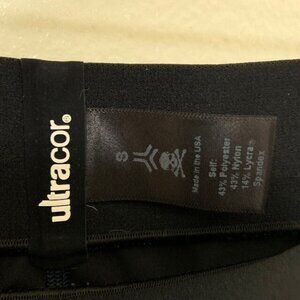 ultracor®
S
Made in the USA
Self:
43% Polyester
43% Nylon
14% Lycra
Spandex